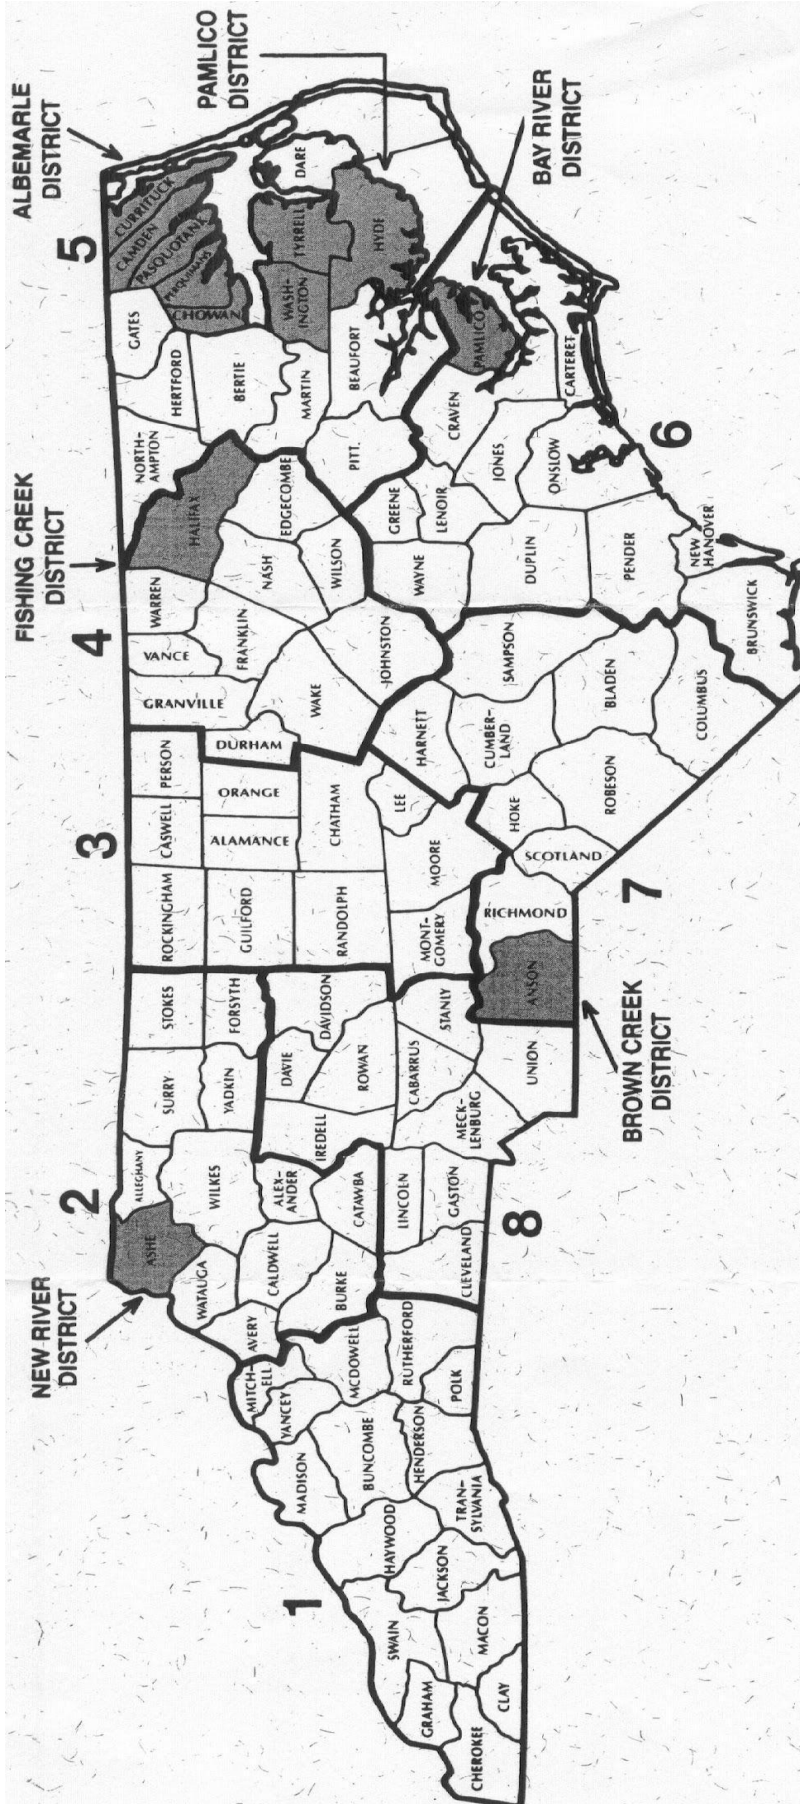 NEW RIVER
DISTRICT
FISHING CREEK
DISTRICT
ALBEMARLE
DISTRICT
PAMLICO
DISTRICT
BAY RIVER
DISTRICT
BROWN CREEK
DISTRICT
1
2
3
4
5
6
7
8
CHEROKEE
GRAHAM
CLAY
SWAIN
MACON
JACKSON
HAYWOOD
TRAN-
SYLVANIA
MADISON
BUNCOMBE
HENDERSON
YANCEY
MITCH-
ELL
MCDOWELL
RUTHERFORD
POLK
AVERY
WATAUGA
ASHE
ALLEGHANY
WILKES
CALDWELL
BURKE
ALEX-
ANDER
CATAWBA
SURRY
YADKIN
STOKES
FORSYTH
CLEVELAND
LINCOLN
GASTON
IREDELL
DAVIE
ROWAN
DAVIDSON
CABARRUS
MECK-
LENBURG
STANLY
UNION
ANSON
RICHMOND
SCOTLAND
HOKE
ROBESON
ROCKINGHAM
GUILFORD
RANDOLPH
MONT-
GOMERY
MOORE
LEE
CASWELL
ALAMANCE
ORANGE
CHATHAM
PERSON
DURHAM
GRANVILLE
VANCE
WARREN
FRANKLIN
WAKE
JOHNSTON
HALIFAX
NASH
WILSON
EDGECOMBE
HARNETT
CUMBER-
LAND
SAMPSON
BLADEN
COLUMBUS
BRUNSWICK
NEW
HANOVER
PENDER
DUPLIN
WAYNE
GREENE
LENOIR
JONES
ONSLOW
CRAVEN
CARTERET
PAMLICO
NORTH-
AMPTON
HERTFORD
BERTIE
MARTIN
PITT
BEAUFORT
GATES
CHOWAN
PERQUIMANS
PASQUOTANK
CAMDEN
CURRITUCK
WASH-
INGTON
TYRRELL
DARE
HYDE